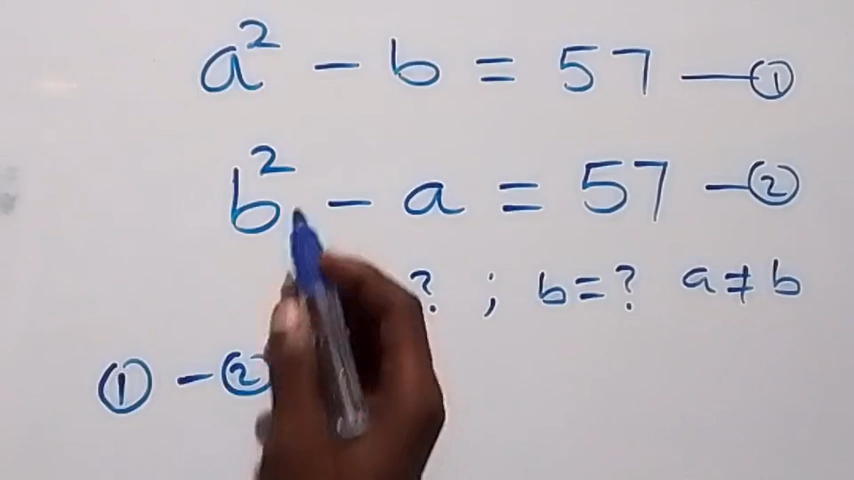 a² - b = 57 — ①
b² - a = 57 — ②
? ; b = ? a ≠ b
① - ②